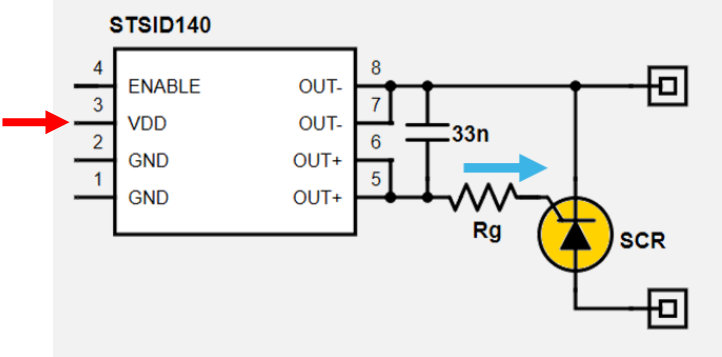 STSID140
4 ENABLE OUT- 8
3 VDD OUT- 7
2 GND OUT+ 6
1 GND OUT+ 5
33n
Rg
SCR